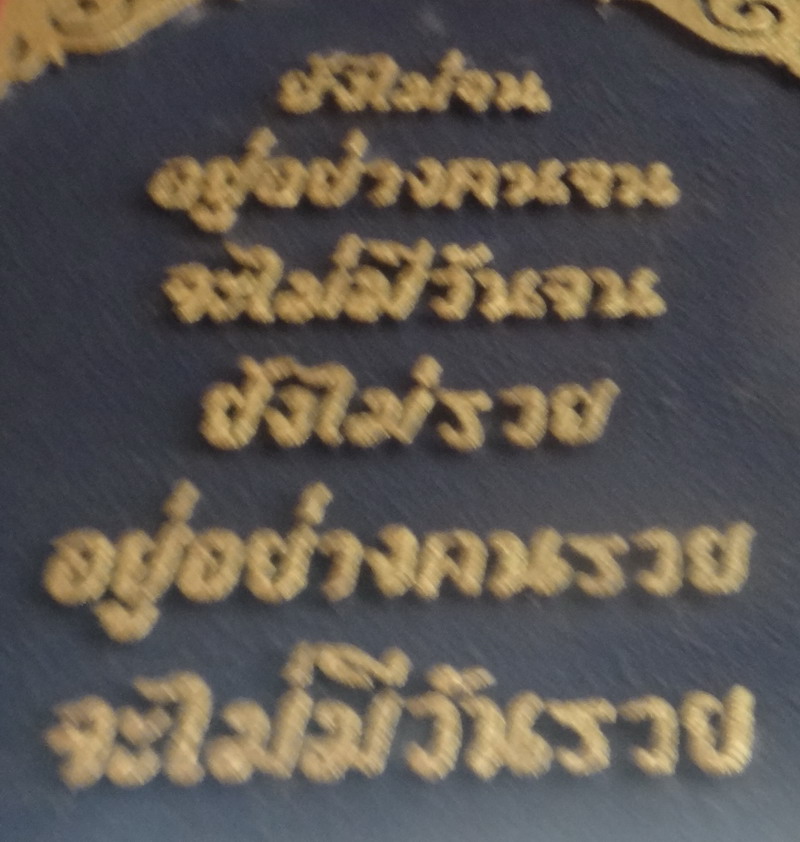 ยังไม่จน
อยู่อย่างคนจน
จะไม่มีวันจน
ยังไม่รวย
อยู่อย่างคนรวย
จะไม่มีวันรวย